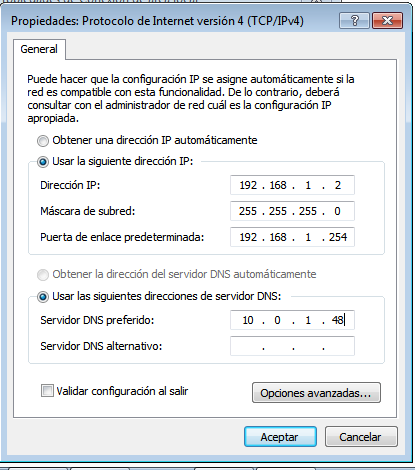 Propiedades: Protocolo de Internet versión 4 (TCP/IPv4)
General
Puede hacer que la configuración IP se asigne automáticamente si la
red es compatible con esta funcionalidad. De lo contrario, deberá
consultar con el administrador de red cuál es la configuración IP
apropiada.
Obtener una dirección IP automáticamente
Usar la siguiente dirección IP:
Dirección IP: 192 . 168 . 1 . 2
Máscara de subred: 255 . 255 . 255 . 0
Puerta de enlace predeterminada: 192 . 168 . 1 . 254
Obtener la dirección del servidor DNS automáticamente
Usar las siguientes direcciones de servidor DNS:
Servidor DNS preferido: 10 . 0 . 1 . 48
Servidor DNS alternativo: . . .
Validar configuración al salir
Opciones avanzadas...
Aceptar
Cancelar